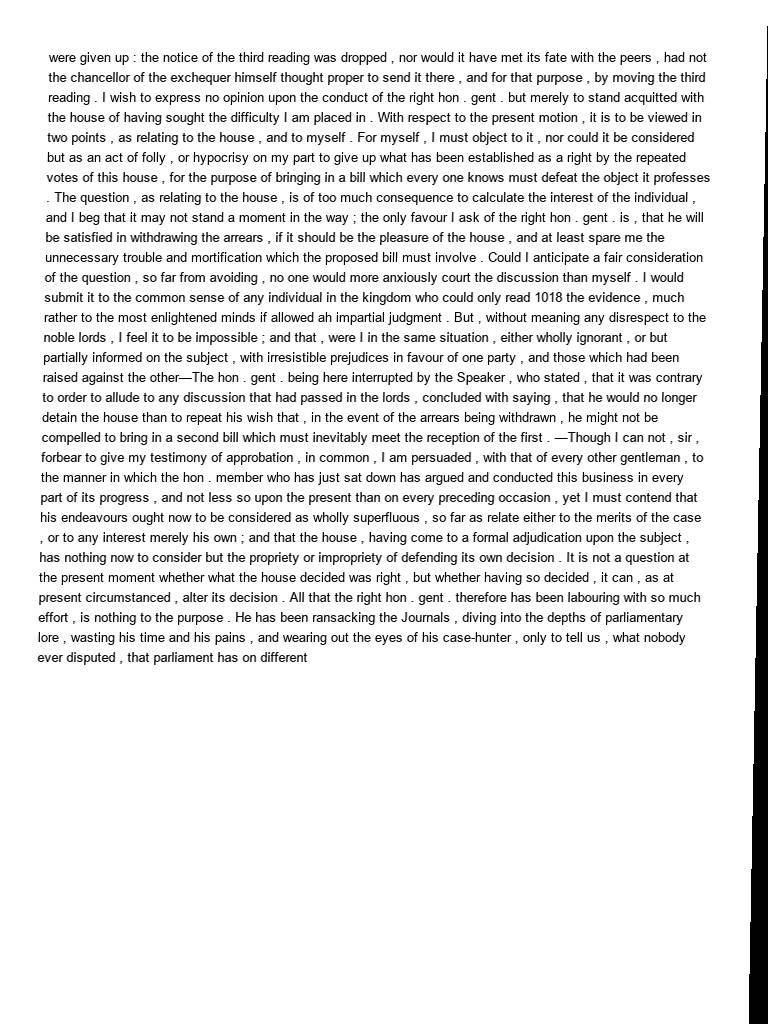 were given up : the notice of the third reading was dropped , nor would it have met its fate with the peers , had not
the chancellor of the exchequer himself thought proper to send it there , and for that purpose , by moving the third
reading . I wish to express no opinion upon the conduct of the right hon . gent . but merely to stand acquitted with
the house of having sought the difficulty I am placed in . With respect to the present motion , it is to be viewed in
two points , as relating to the house , and to myself . For myself , I must object to it , nor could it be considered
but as an act of folly , or hypocrisy on my part to give up what has been established as a right by the repeated
votes of this house , for the purpose of bringing in a bill which every one knows must defeat the object it professes
. The question , as relating to the house , is of too much consequence to calculate the interest of the individual ,
and I beg that it may not stand a moment in the way ; the only favour I ask of the right hon . gent . is , that he will
be satisfied in withdrawing the arrears , if it should be the pleasure of the house , and at least spare me the
unnecessary trouble and mortification which the proposed bill must involve . Could I anticipate a fair consideration
of the question , so far from avoiding , no one would more anxiously court the discussion than myself . I would
submit it to the common sense of any individual in the kingdom who could only read 1018 the evidence , much
rather to the most enlightened minds if allowed ah impartial judgment . But , without meaning any disrespect to the
noble lords , I feel it to be impossible ; and that , were I in the same situation , either wholly ignorant , or but
partially informed on the subject , with irresistible prejudices in favour of one party , and those which had been
raised against the other—The hon . gent . being here interrupted by the Speaker , who stated , that it was contrary
to order to allude to any discussion that had passed in the lords , concluded with saying , that he would no longer
detain the house than to repeat his wish that , in the event of the arrears being withdrawn , he might not be
compelled to bring in a second bill which must inevitably meet the reception of the first . —Though I can not , sir ,
forbear to give my testimony of approbation , in common , I am persuaded , with that of every other gentleman , to
the manner in which the hon . member who has just sat down has argued and conducted this business in every
part of its progress , and not less so upon the present than on every preceding occasion , yet I must contend that
his endeavours ought now to be considered as wholly superfluous , so far as relate either to the merits of the case
, or to any interest merely his own ; and that the house , having come to a formal adjudication upon the subject ,
has nothing now to consider but the propriety or impropriety of defending its own decision . It is not a question at
the present moment whether what the house decided was right , but whether having so decided , it can , as at
present circumstanced , alter its decision . All that the right hon . gent . therefore has been labouring with so much
effort , is nothing to the purpose . He has been ransacking the Journals , diving into the depths of parliamentary
lore , wasting his time and his pains , and wearing out the eyes of his case-hunter , only to tell us , what nobody
ever disputed , that parliament has on different